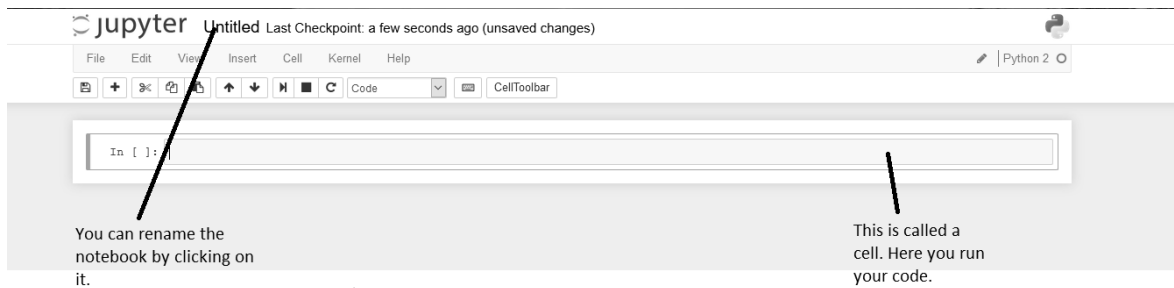 jupyter Untitled Last Checkpoint: a few seconds ago (unsaved changes)
File Edit View Insert Cell Kernel Help Python 2
Code CellToolbar
In [ ]:
You can rename the
notebook by clicking on
it.
This is called a
cell. Here you run
your code.